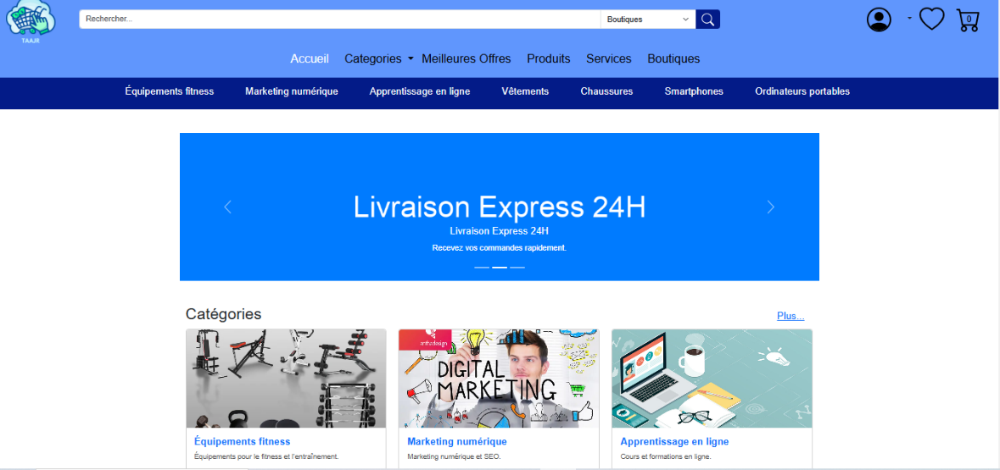 TAAJR
Rechercher...
Boutiques
0
Accueil Categories Meilleures Offres Produits Services Boutiques
Équipements fitness Marketing numérique Apprentissage en ligne Vêtements Chaussures Smartphones Ordinateurs portables
Livraison Express 24H
Livraison Express 24H
Recevez vos commandes rapidement.
Catégories
Plus...
anthedesign
DIGITAL
MARKETING
Équipements fitness
Équipements pour le fitness et l'entraînement.
Marketing numérique
Marketing numérique et SEO.
Apprentissage en ligne
Cours et formations en ligne.